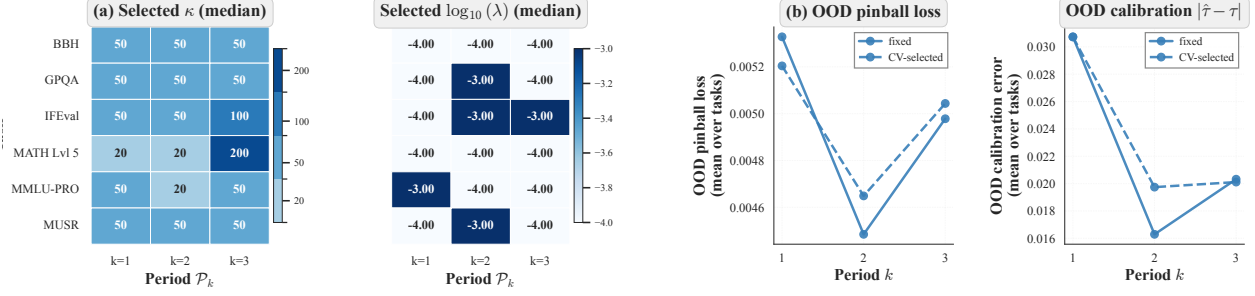 (a) Selected κ (median)
BBH 50 50 50
GPQA 50 50 50
IFEval 50 50 100
MATH Lvl 5 20 20 200
MMLU-PRO 50 20 50
MUSR 50 50 50
k=1 k=2 k=3
Period 𝒫ₖ
200
100
50
20
Selected log₁₀ (λ) (median)
-4.00 -4.00 -4.00
-4.00 -3.00 -4.00
-4.00 -3.00 -3.00
-4.00 -4.00 -4.00
-3.00 -4.00 -4.00
-4.00 -3.00 -4.00
k=1 k=2 k=3
Period 𝒫ₖ
−3.0
−3.2
−3.4
−3.6
−3.8
−4.0
(b) OOD pinball loss
fixed
CV-selected
OOD pinball loss
(mean over tasks)
0.0052
0.0050
0.0048
0.0046
1 2 3
Period k
OOD calibration |τ̂ − τ|
fixed
CV-selected
OOD calibration error
(mean over tasks)
0.030
0.028
0.026
0.024
0.022
0.020
0.018
0.016
1 2 3
Period k